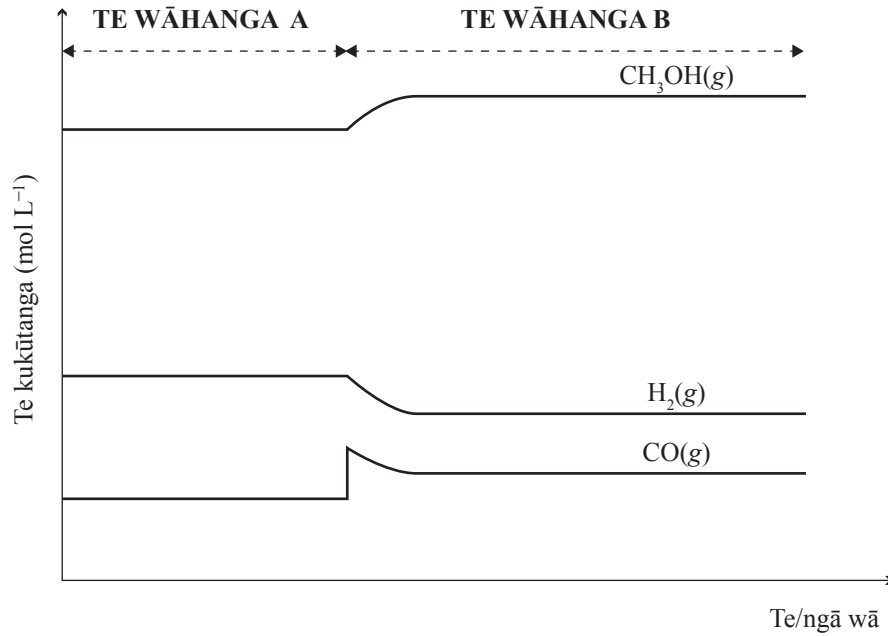 TE WĀHANGA A
TE WĀHANGA B
CH₃OH(g)
Te kukūtanga (mol L⁻¹)
H₂(g)
CO(g)
Te/ngā wā